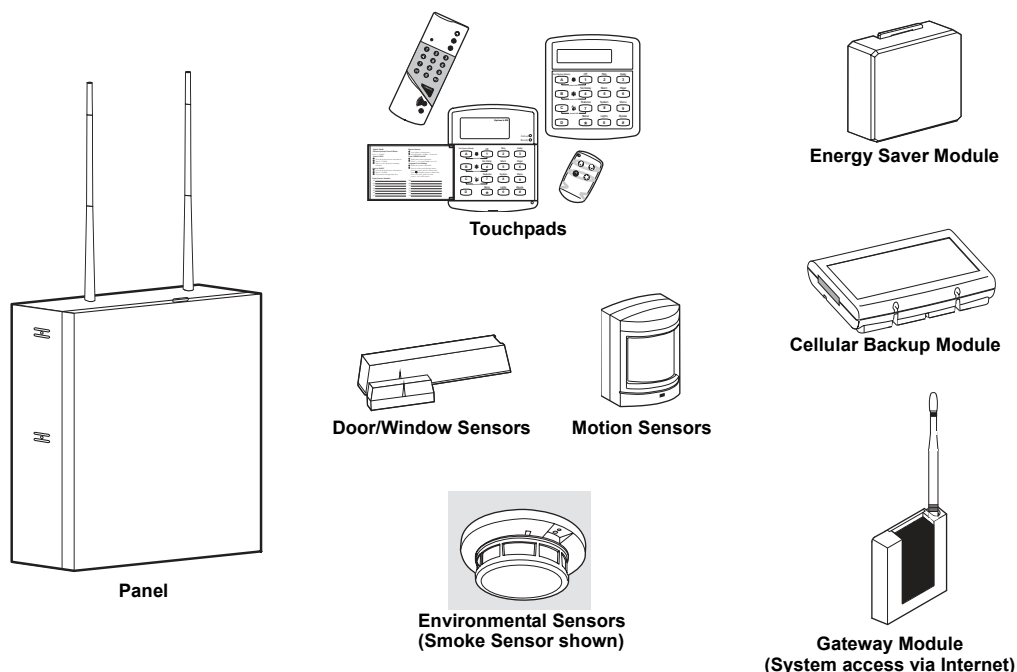 Touchpads
Energy Saver Module
Cellular Backup Module
Door/Window Sensors
Motion Sensors
Panel
Environmental Sensors
(Smoke Sensor shown)
Gateway Module
(System access via Internet)